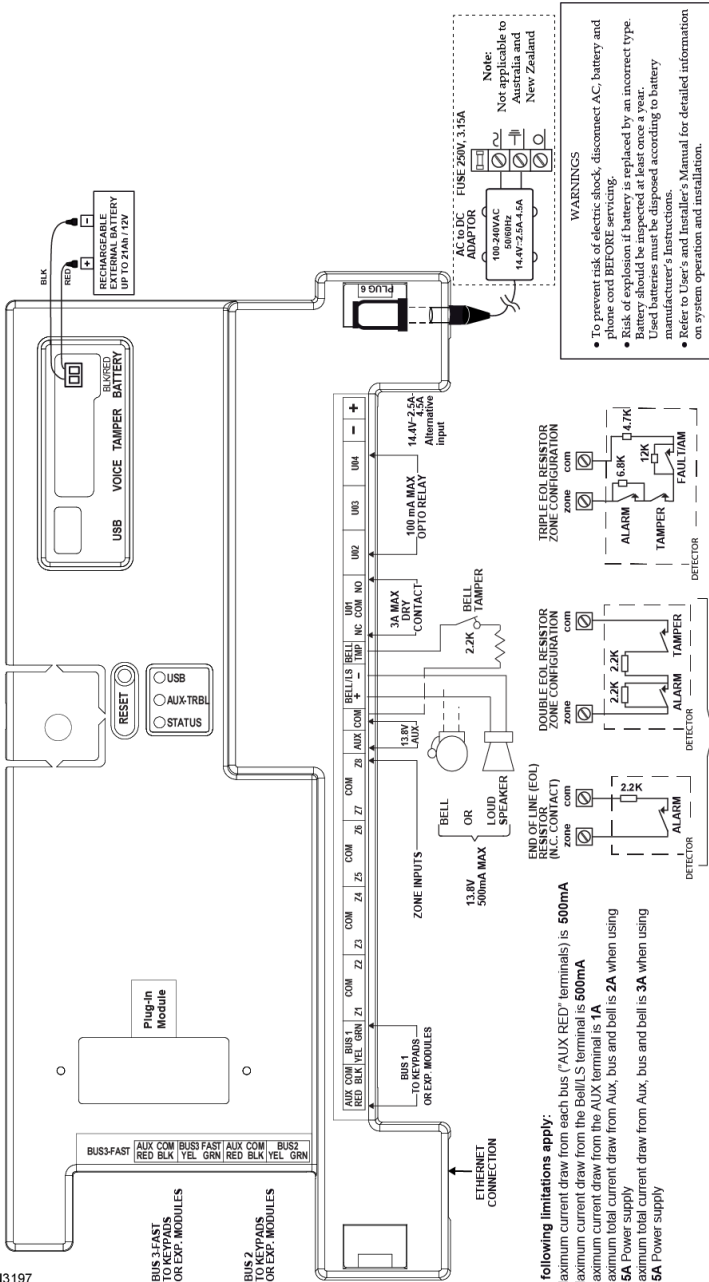 BLK
RED
RECHARGEABLE
EXTERNAL BATTERY
UP TO 21Ah / 12V
+
–
USB
VOICE
TAMPER
BATTERY
BLK/RED
RESET
USB
AUX-TRBL
STATUS
Plug-In
Module
BUS3-FAST
AUX COM
RED BLK
BUS3 FAST
YEL GRN
AUX COM
RED BLK
BUS2
YEL GRN
BUS 3-FAST
TO KEYPADS
OR EXP. MODULES
BUS 2
TO KEYPADS
OR EXP. MODULES
PLUG 6
AC to DC
ADAPTOR
FUSE 250V, 3.15A
100-240VAC
50/60Hz
14.4V⎓2.5A-4.5A
Note:
Not applicable to
Australia and
New Zealand
AUX COM
RED BLK
BUS 1
YEL GRN
Z1 COM Z2
Z3 COM Z4
Z5 COM Z6
Z7 COM Z8
AUX COM
BELL/LS
+ –
BELL
TMP
U01
NC COM NO
U02
U03
U04
– +
BUS 1
TO KEYPADS
OR EXP. MODULES
ETHERNET
CONNECTION
ZONE INPUTS
13.8V
AUX
3A MAX
DRY
CONTACT
100 mA MAX
OPTO RELAY
14.4V⎓2.5A-
4.5A
Alternative
input
BELL
OR
LOUD
SPEAKER
13.8V
500mA MAX
2.2K
BELL
TAMPER
END OF LINE (EOL)
RESISTOR
(N.C. CONTACT)
zone com
2.2K
ALARM
DETECTOR
DOUBLE EOL RESISTOR
ZONE CONFIGURATION
zone com
2.2K 2.2K
ALARM TAMPER
DETECTOR
TRIPLE EOL RESISTOR
ZONE CONFIGURATION
zone com
6.8K
12K
4.7K
ALARM
TAMPER
FAULT/AM
DETECTOR
WARNINGS
• To prevent risk of electric shock, disconnect AC, battery and
phone cord BEFORE servicing.
• Risk of explosion if battery is replaced by an incorrect type.
Battery should be inspected at least once a year.
Used batteries must be disposed according to battery
manufacturer's Instructions.
• Refer to User's and Installer's Manual for detailed information
on system operation and installation.
following limitations apply:
aximum current draw from each bus ("AUX RED" terminals) is 500mA
aximum current draw from the Bell/LS terminal is 500mA
aximum current draw from the AUX terminal is 1A
aximum total current draw from Aux, bus and bell is 2A when using
5A Power supply
aximum total current draw from Aux, bus and bell is 3A when using
5A Power supply